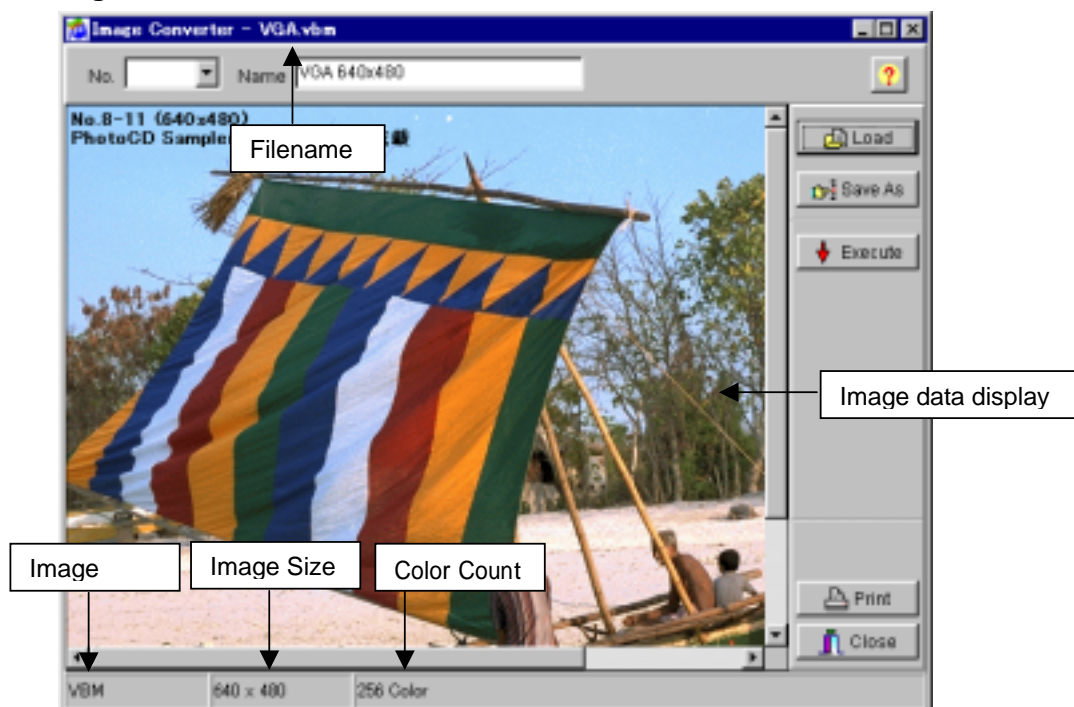 Image Converter - VGA.vbm
No.
Name
VGA 640x480
No.8-11 (640x480)
PhotoCD Sample
Filename
Load
Save As
Execute
Image data display
Image
Image Size
Color Count
Print
Close
VBM
640 x 480
256 Color